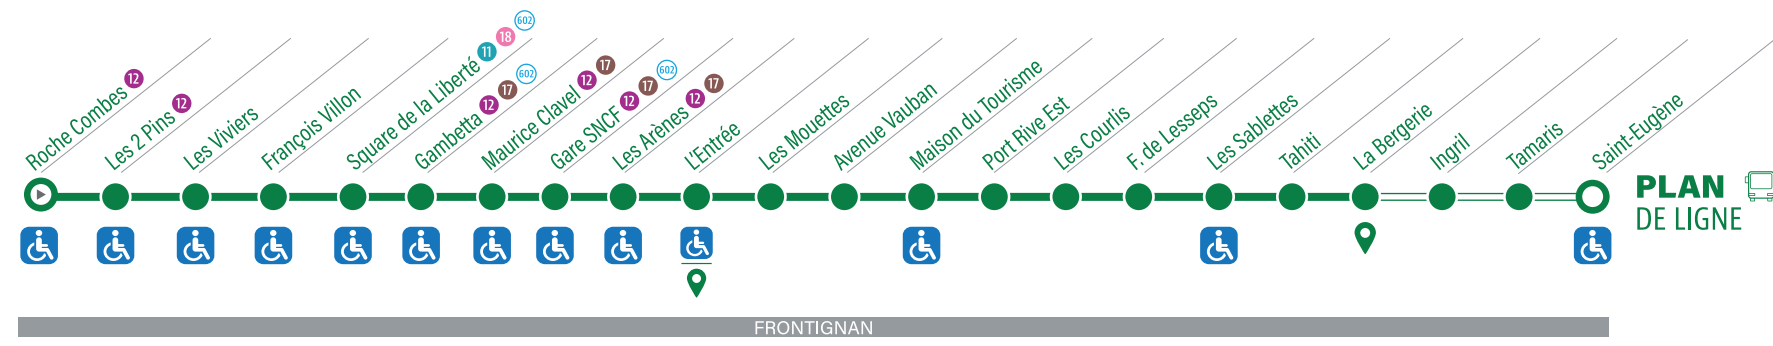 Roche Combes 12
Les 2 Pins 12
Les Viviers
François Villon
Square de la Liberté 11 18 602
Gambetta 12 17 602
Maurice Clavel 12 17
Gare SNCF 12 17 602
Les Arènes 12 17
L'Entrée
Les Mouettes
Avenue Vauban
Maison du Tourisme
Port Rive Est
Les Courlis
F. de Lesseps
Les Sablettes
Tahiti
La Bergerie
Ingril
Tamaris
Saint-Eugène
PLAN
DE LIGNE
FRONTIGNAN